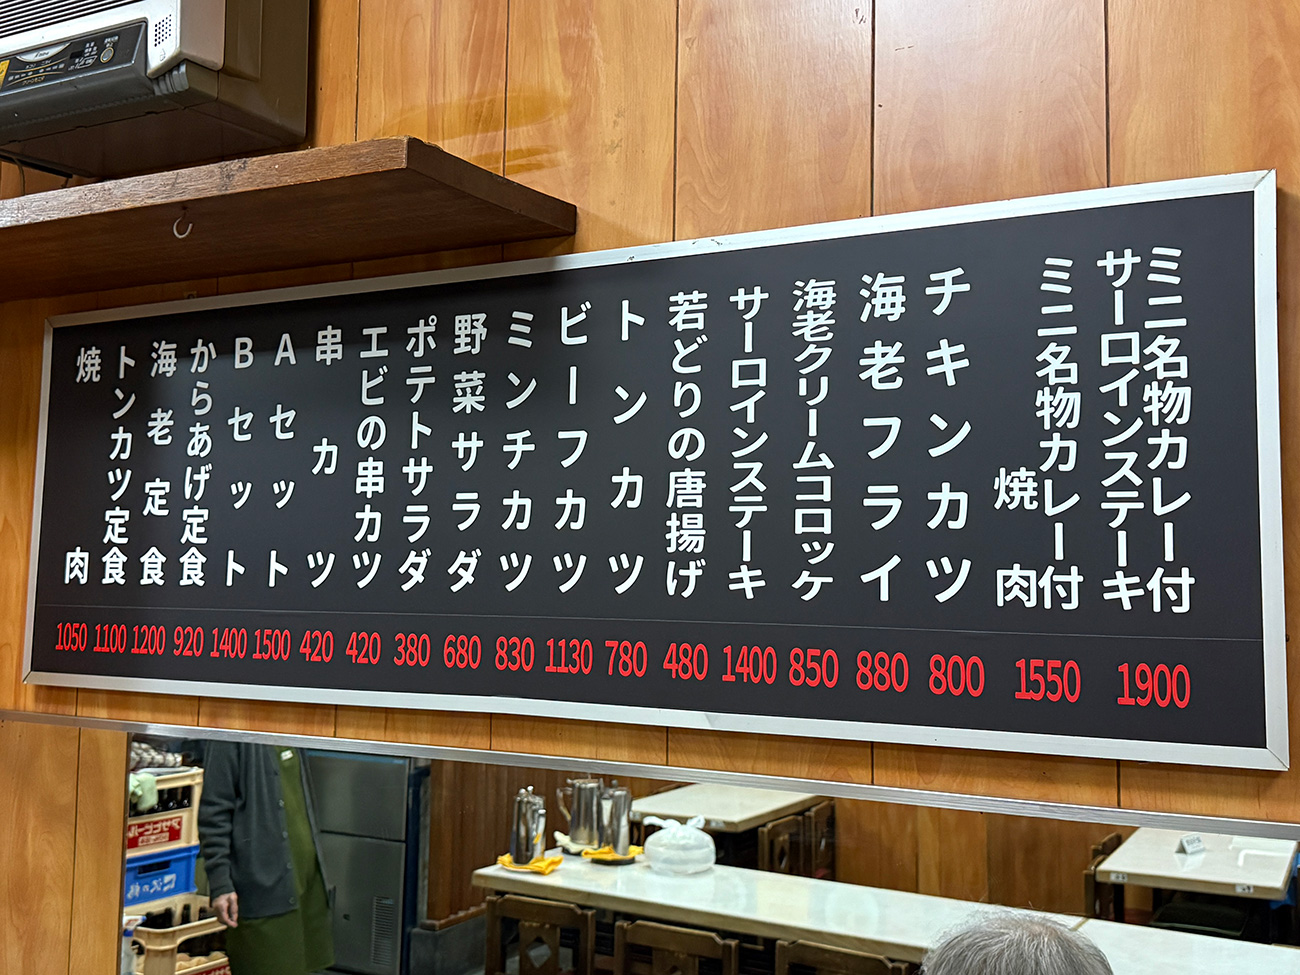 ミニ名物カレー付
サーロインステーキ
1900
ミニ名物カレー付
焼肉
1550
チキンカツ
800
海老フライ
880
海老クリームコロッケ
850
サーロインステーキ
1400
若どりの唐揚げ
480
トンカツ
780
ビーフカツ
1130
ミンチカツ
830
野菜サラダ
680
ポテトサラダ
380
エビの串カツ
420
串カツ
420
Aセット
1500
Bセット
1400
からあげ定食
920
海老定食
1200
トンカツ定食
1100
焼肉
1050